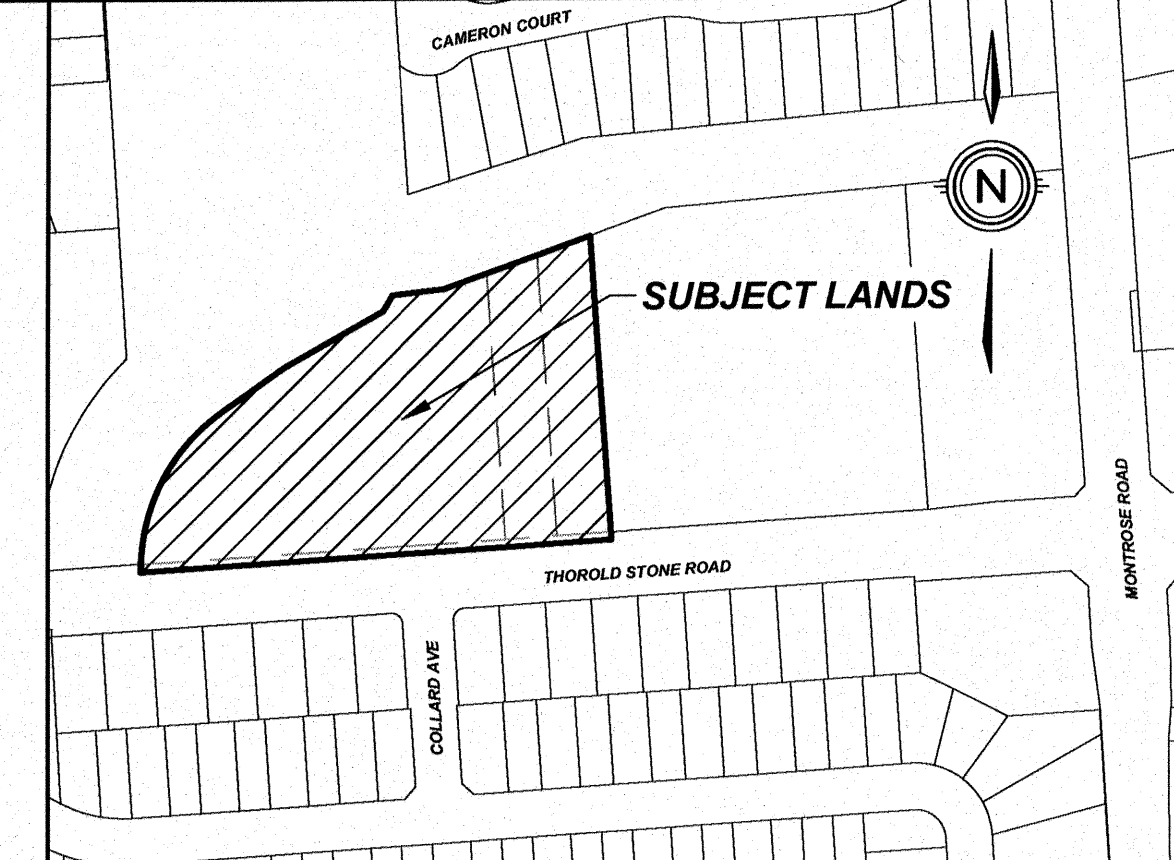 CAMERON COURT
N
SUBJECT LANDS
MONTROSE ROAD
THOROLD STONE ROAD
COLLARD AVE